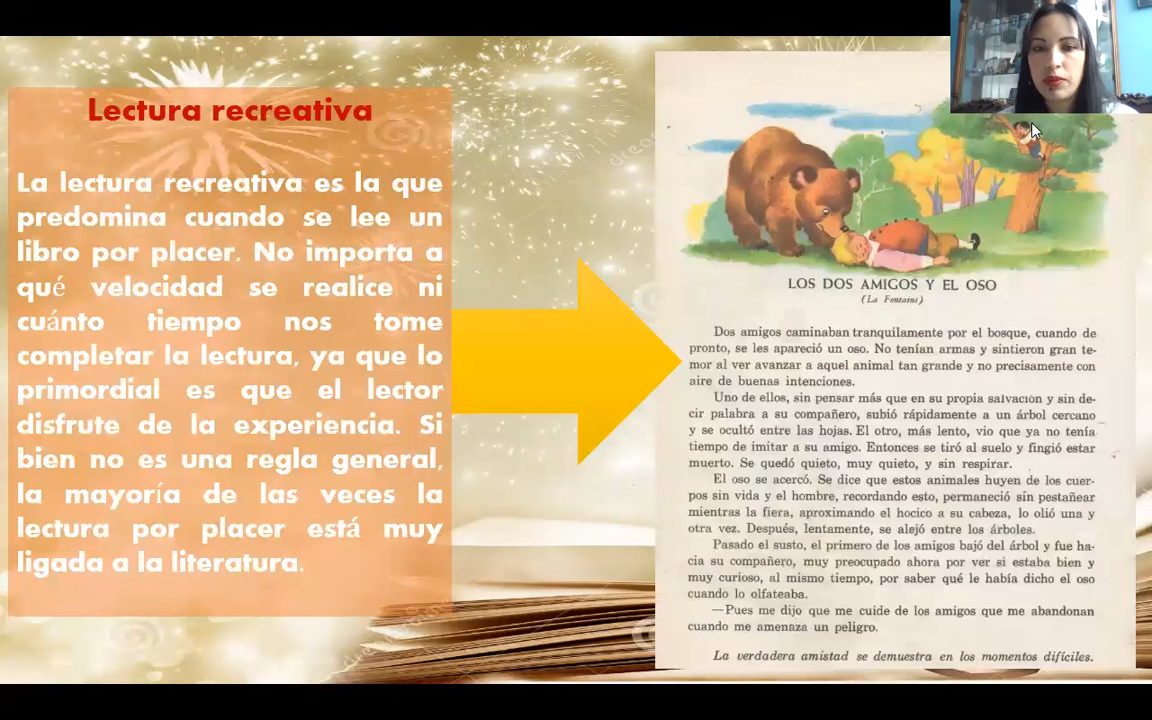 Lectura recreativa
La lectura recreativa es la que
predomina cuando se lee un
libro por placer. No importa a
qué velocidad se realice ni
cuánto tiempo nos tome
completar la lectura, ya que lo
primordial es que el lector
disfrute de la experiencia. Si
bien no es una regla general,
la mayoría de las veces la
lectura por placer está muy
ligada a la literatura.
LOS DOS AMIGOS Y EL OSO
(La Fontaine)
Dos amigos caminaban tranquilamente por el bosque, cuando de
pronto, se les apareció un oso. No tenían armas y sintieron gran te-
mor al ver avanzar a aquel animal tan grande y no precisamente con
aire de buenas intenciones.
Uno de ellos, sin pensar más que en su propia salvación y sin de-
cir palabra a su compañero, subió rápidamente a un árbol cercano
y se ocultó entre las hojas. El otro, más lento, vio que ya no tenía
tiempo de imitar a su amigo. Entonces se tiró al suelo y fingió estar
muerto. Se quedó quieto, muy quieto, y sin respirar.
El oso se acercó. Se dice que estos animales huyen de los cuer-
pos sin vida y el hombre, recordando esto, permaneció sin pestañear
mientras la fiera, aproximando el hocico a su cabeza, lo olió una y
otra vez. Después, lentamente, se alejó entre los árboles.
Pasado el susto, el primero de los amigos bajó del árbol y fue ha-
cia su compañero, muy preocupado ahora por ver si estaba bien y
muy curioso, al mismo tiempo, por saber qué le había dicho el oso
cuando lo olfateaba.
—Pues me dijo que me cuide de los amigos que me abandonan
cuando me amenaza un peligro.
La verdadera amistad se demuestra en los momentos difíciles.